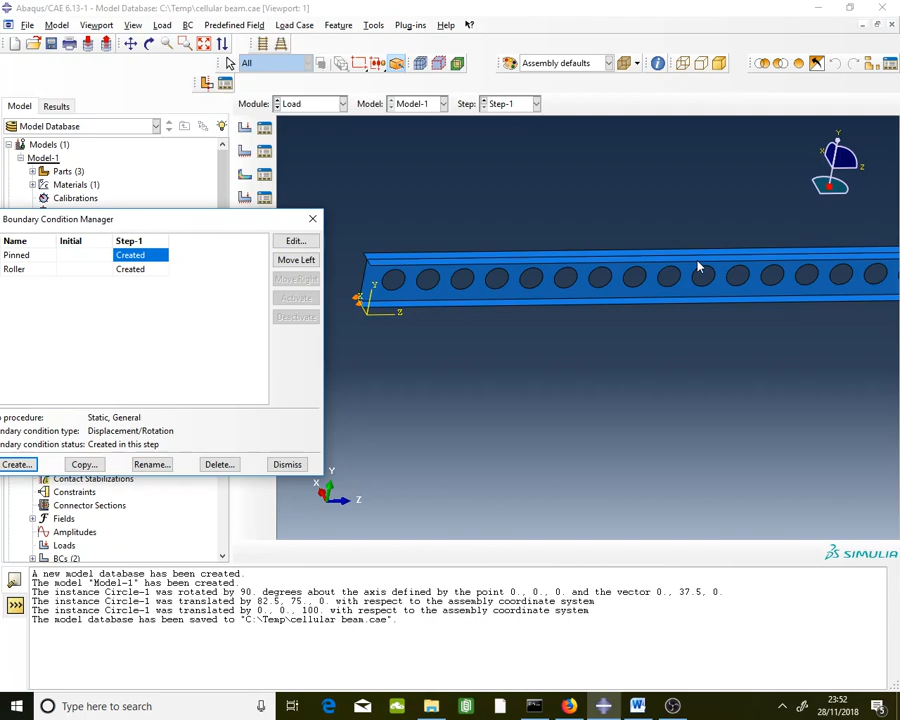 Abaqus/CAE 6.13-1 - Model Database: C:\Temp\cellular beam.cae [Viewport: 1]
File Model Viewport View Load BC Predefined Field Load Case Feature Tools Plug-ins Help
All
Assembly defaults
Model Results
Module: Load Model: Model-1 Step: Step-1
Model Database
Models (1)
Model-1
Parts (3)
Materials (1)
Calibrations
Boundary Condition Manager
Name Initial Step-1
Pinned Created
Roller Created
Edit...
Move Left
Move Right
Activate
Deactivate
p procedure: Static, General
undary condition type: Displacement/Rotation
undary condition status: Created in this step
Create... Copy... Rename... Delete... Dismiss
Contact Stabilizations
Constraints
Connector Sections
Fields
Amplitudes
Loads
BCs (2)
Y
X
Z
X
Y
Z
Y
X
Z
SIMULIA
A new model database has been created.
The model "Model-1" has been created.
The instance Circle-1 was rotated by 90. degrees about the axis defined by the point 0., 0., 0. and the vector 0., 37.5, 0.
The instance Circle-1 was translated by 82.5, 75., 0. with respect to the assembly coordinate system
The instance Circle-1 was translated by 0., 0., 100. with respect to the assembly coordinate system
The model database has been saved to "C:\Temp\cellular beam.cae".
>>>
Type here to search
23:52
28/11/2018
5